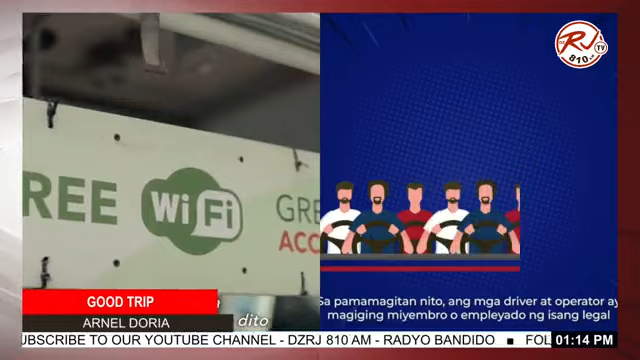 RJ TV
810 AM
REE
WiFi
GRE
ACC
GOOD TRIP
ARNEL DORIA
dito
Sa pamamagitan nito, ang mga driver at operator ay
magiging miyembro o empleyado ng isang legal
UBSCRIBE TO OUR YOUTUBE CHANNEL - DZRJ 810 AM - RADYO BANDIDO ■ FOL
01:14 PM